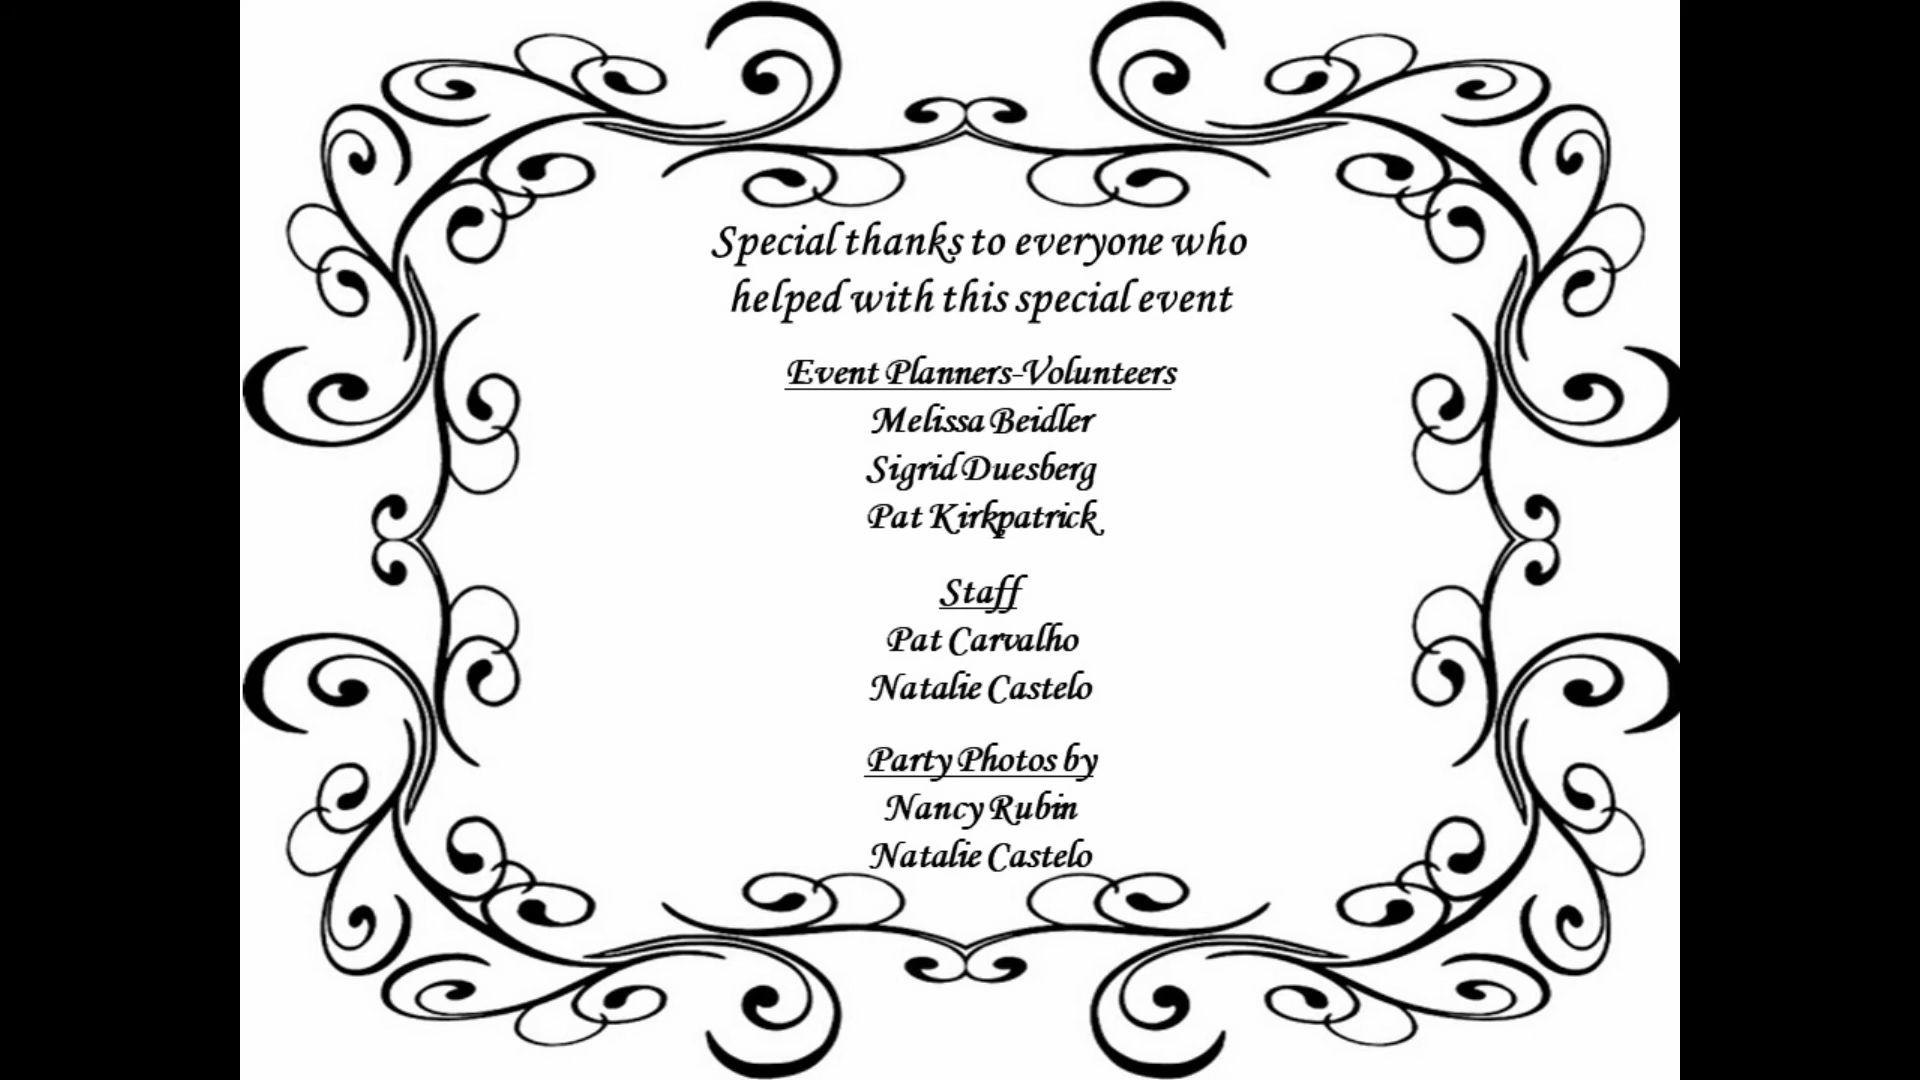 Special thanks to everyone who
helped with this special event
Event Planners-Volunteers
Melissa Beidler
Sigrid Duesberg
Pat Kirkpatrick
Staff
Pat Carvalho
Natalie Castelo
Party Photos by
Nancy Rubin
Natalie Castelo